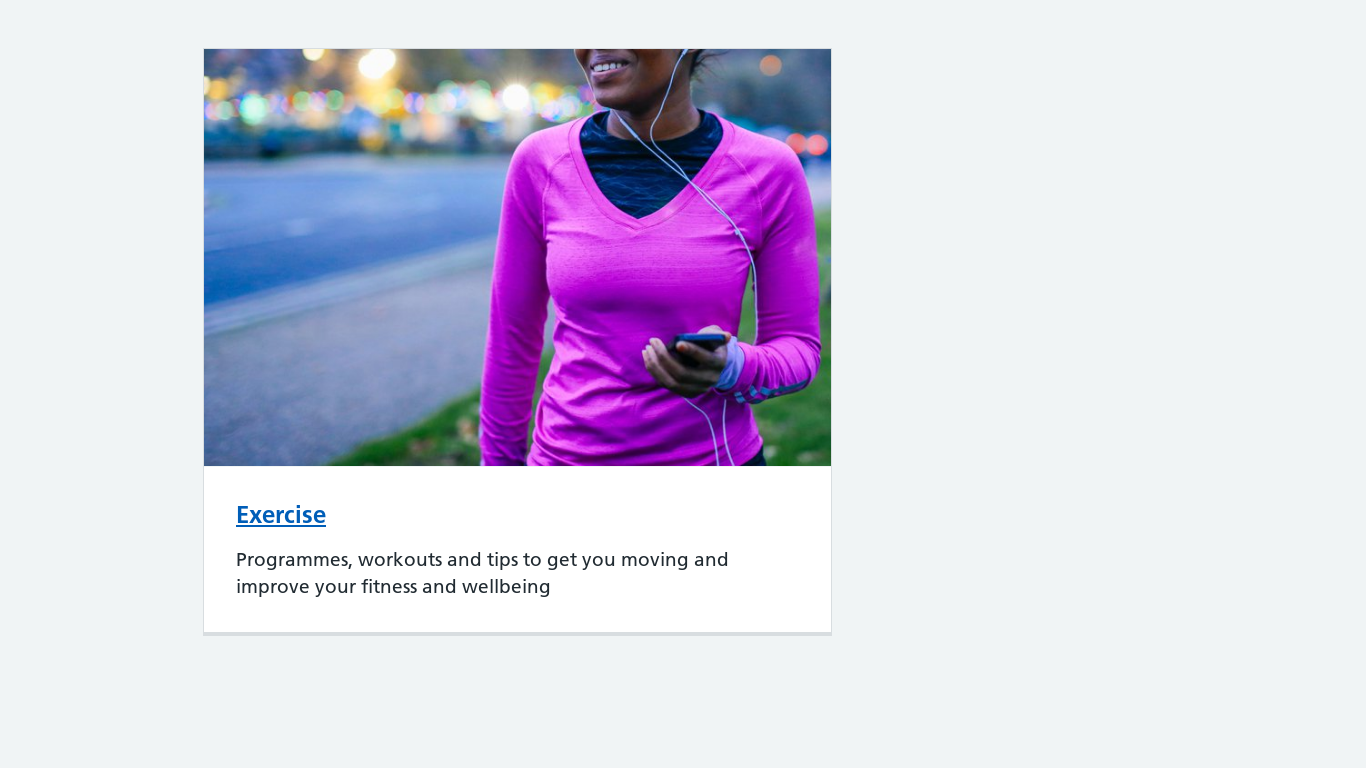 Exercise
Programmes, workouts and tips to get you moving and
improve your fitness and wellbeing